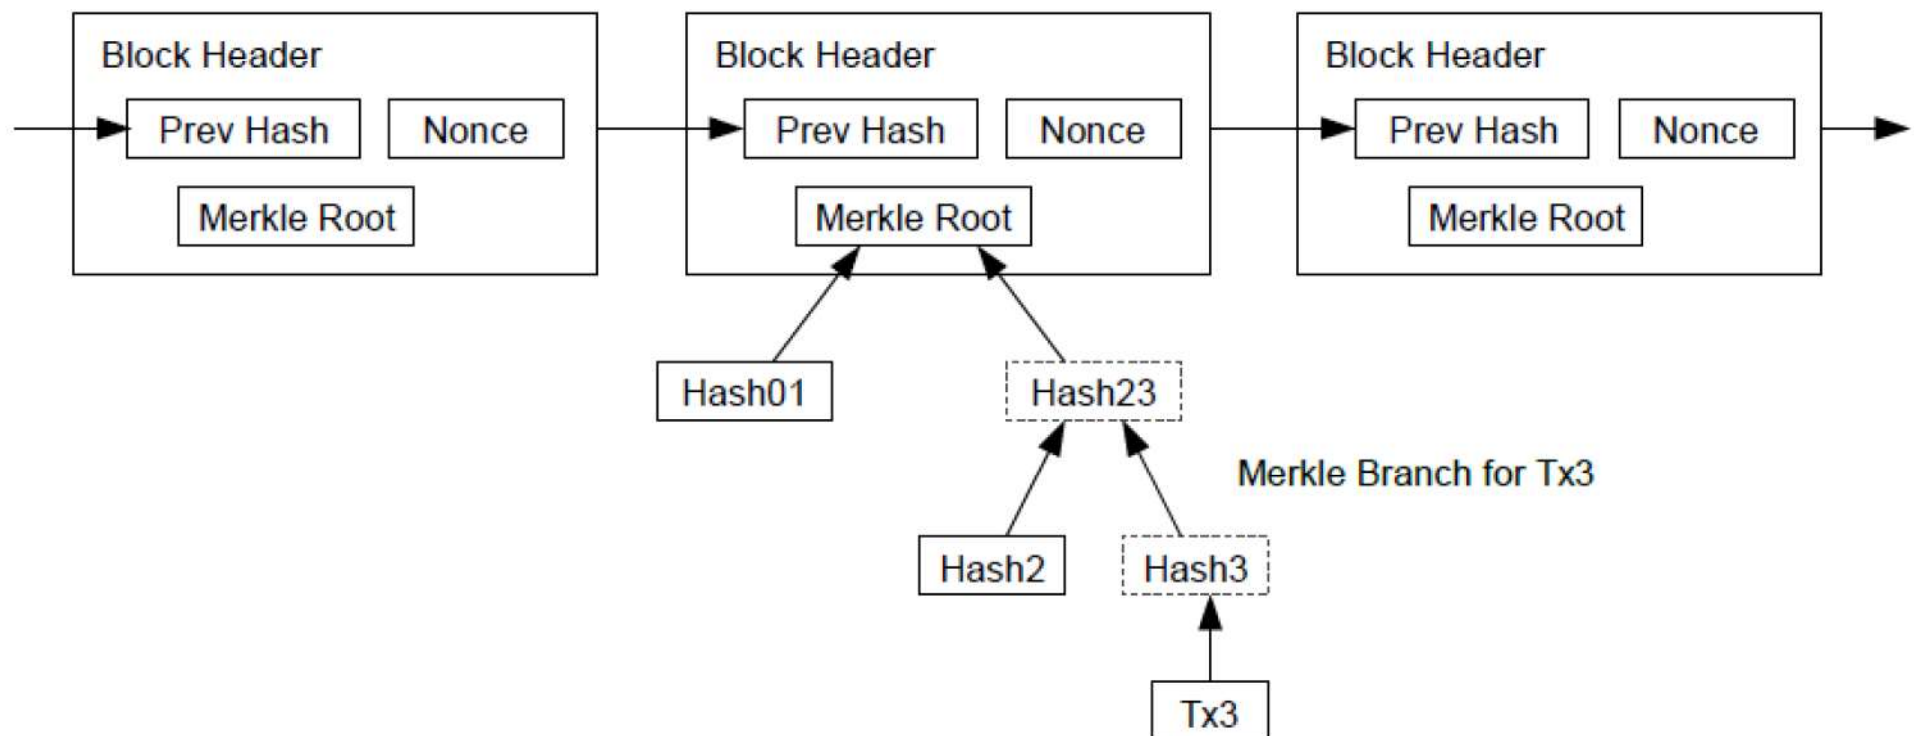 Block Header
Block Header
Block Header
Prev Hash
Nonce
Prev Hash
Nonce
Prev Hash
Nonce
Merkle Root
Merkle Root
Merkle Root
Hash01
Hash23
Merkle Branch for Tx3
Hash2
Hash3
Tx3